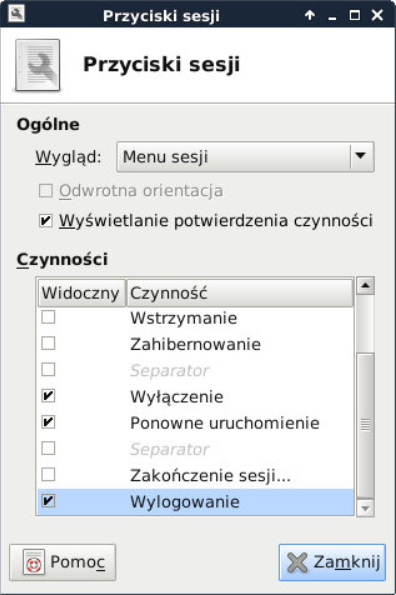 Przyciski sesji
Przyciski sesji
Ogólne
Wygląd: Menu sesji
Odwrotna orientacja
Wyświetlanie potwierdzenia czynności
Czynności
Widoczny Czynność
Wstrzymanie
Zahibernowanie
Separator
Wyłączenie
Ponowne uruchomienie
Separator
Zakończenie sesji...
Wylogowanie
Pomoc Zamknij